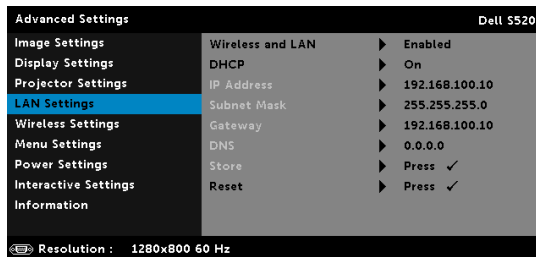 Advanced Settings Dell S520
Image Settings
Display Settings
Projector Settings
LAN Settings
Wireless Settings
Menu Settings
Power Settings
Interactive Settings
Information
Wireless and LAN Enabled
DHCP On
IP Address 192.168.100.10
Subnet Mask 255.255.255.0
Gateway 192.168.100.10
DNS 0.0.0.0
Store Press ✓
Reset Press ✓
Resolution : 1280x800 60 Hz